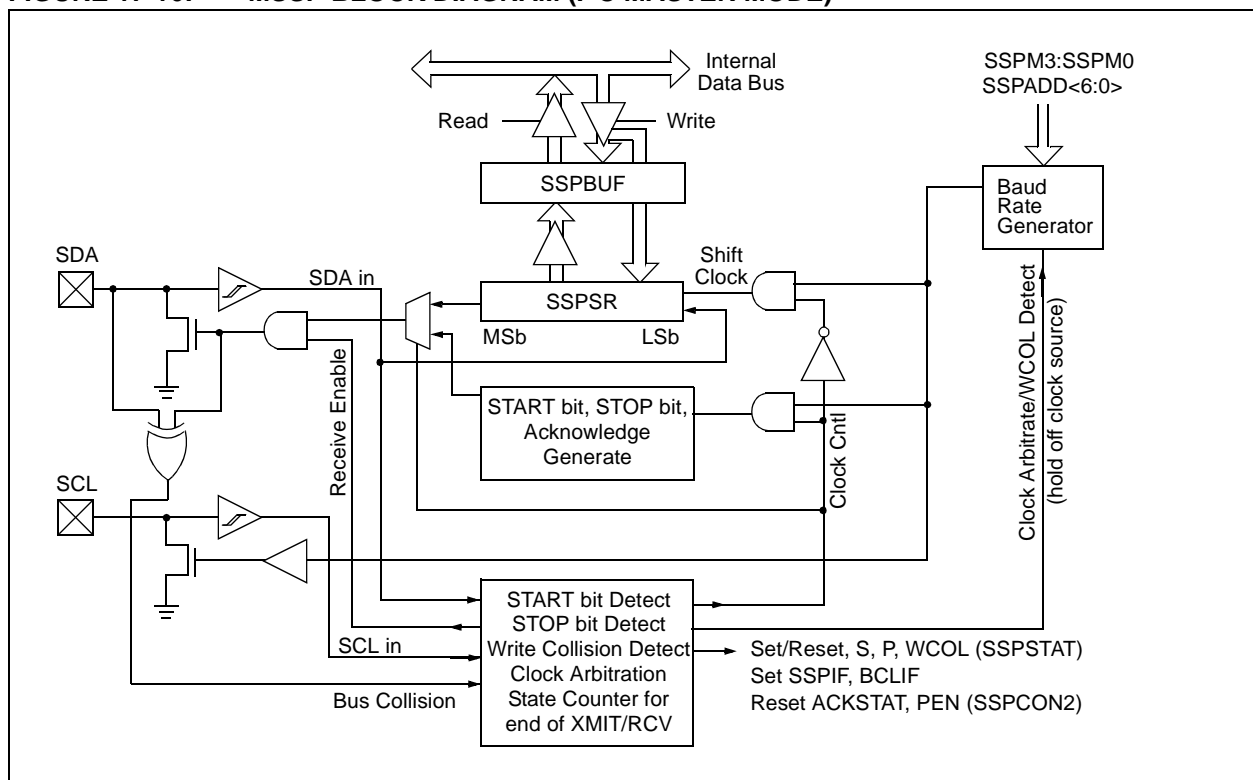 Internal
Data Bus
SSPM3:SSPM0
SSPADD<6:0>
Read
Write
SSPBUF
Baud
Rate
Generator
SDA
SDA in
Shift
Clock
SSPSR
MSb
LSb
START bit, STOP bit,
Acknowledge
Generate
Receive Enable
Clock Cntl
Clock Arbitrate/WCOL Detect
(hold off clock source)
SCL
SCL in
Bus Collision
START bit Detect
STOP bit Detect
Write Collision Detect
Clock Arbitration
State Counter for
end of XMIT/RCV
Set/Reset, S, P, WCOL (SSPSTAT)
Set SSPIF, BCLIF
Reset ACKSTAT, PEN (SSPCON2)